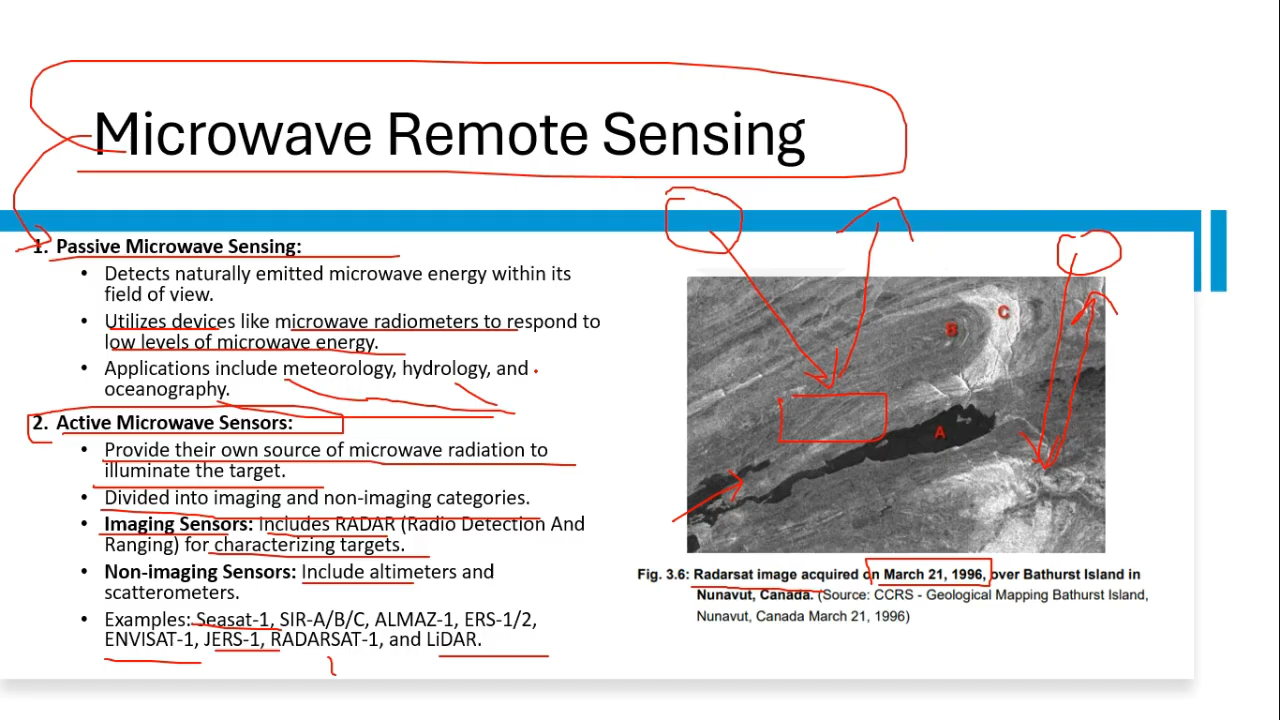 Microwave Remote Sensing
1. Passive Microwave Sensing:
• Detects naturally emitted microwave energy within its
field of view.
• Utilizes devices like microwave radiometers to respond to
low levels of microwave energy.
• Applications include meteorology, hydrology, and
oceanography.
2. Active Microwave Sensors:
• Provide their own source of microwave radiation to
illuminate the target.
• Divided into imaging and non-imaging categories.
• Imaging Sensors: Includes RADAR (Radio Detection And
Ranging) for characterizing targets.
• Non-imaging Sensors: Include altimeters and
scatterometers.
• Examples: Seasat-1, SIR-A/B/C, ALMAZ-1, ERS-1/2,
ENVISAT-1, JERS-1, RADARSAT-1, and LiDAR.
C
B
A
Fig. 3.6: Radarsat image acquired on March 21, 1996, over Bathurst Island in
Nunavut, Canada. (Source: CCRS - Geological Mapping Bathurst Island,
Nunavut, Canada March 21, 1996)